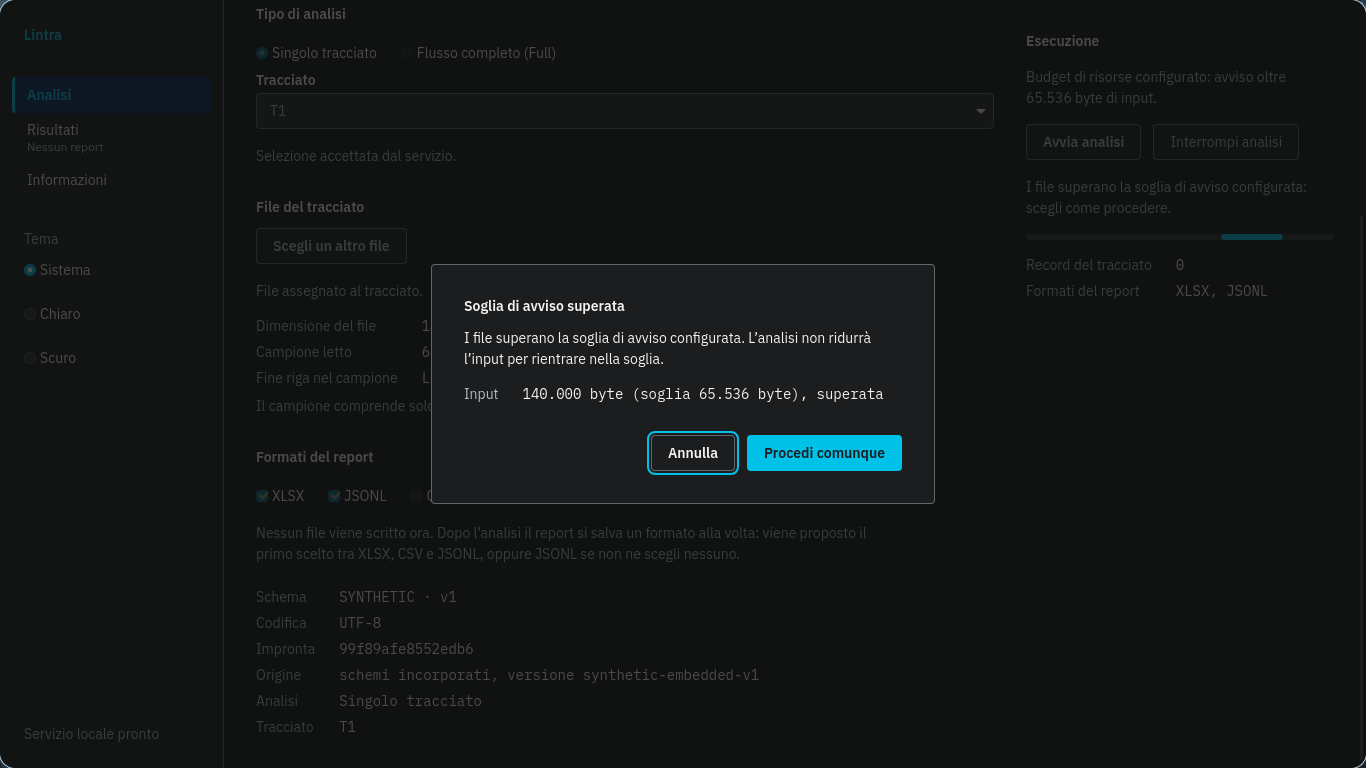 Lintra
Analisi
Risultati
Nessun report
Informazioni
Tema
Sistema
Chiaro
Scuro
Servizio locale pronto
Tipo di analisi
Singolo tracciato
Flusso completo (Full)
Tracciato
T1
Selezione accettata dal servizio.
File del tracciato
Scegli un altro file
File assegnato al tracciato.
Dimensione del file
Campione letto
Fine riga nel campione
Il campione comprende
Formati del report
XLSX
JSONL
Nessun file viene scritto ora. Dopo l'analisi il report si salva un formato alla volta: viene proposto il
primo scelto tra XLSX, CSV e JSONL, oppure JSONL se non ne scegli nessuno.
Schema SYNTHETIC · v1
Codifica UTF-8
Impronta 99f89afe8552edb6
Origine schemi incorporati, versione synthetic-embedded-v1
Analisi Singolo tracciato
Tracciato T1
Soglia di avviso superata
I file superano la soglia di avviso configurata. L'analisi non ridurrà
l'input per rientrare nella soglia.
Input 140.000 byte (soglia 65.536 byte), superata
Annulla
Procedi comunque
Esecuzione
Budget di risorse configurato: avviso oltre
65.536 byte di input.
Avvia analisi
Interrompi analisi
I file superano la soglia di avviso configurata:
scegli come procedere.
Record del tracciato 0
Formati del report XLSX, JSONL